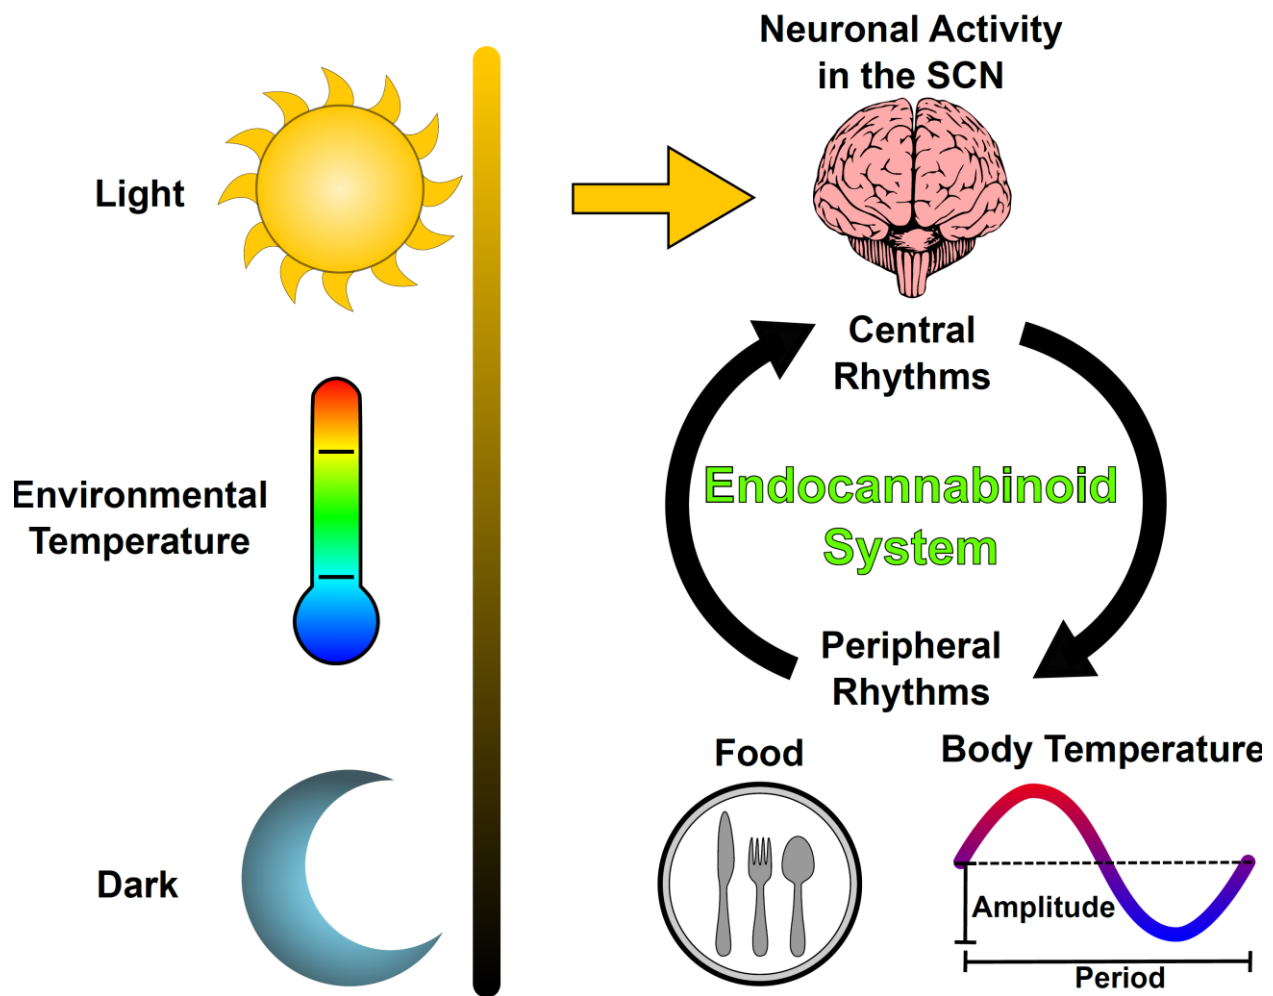 Neuronal Activity
in the SCN
Light
Central
Rhythms
Environmental
Temperature
Endocannabinoid
System
Peripheral
Rhythms
Food
Body Temperature
Dark
Amplitude
Period